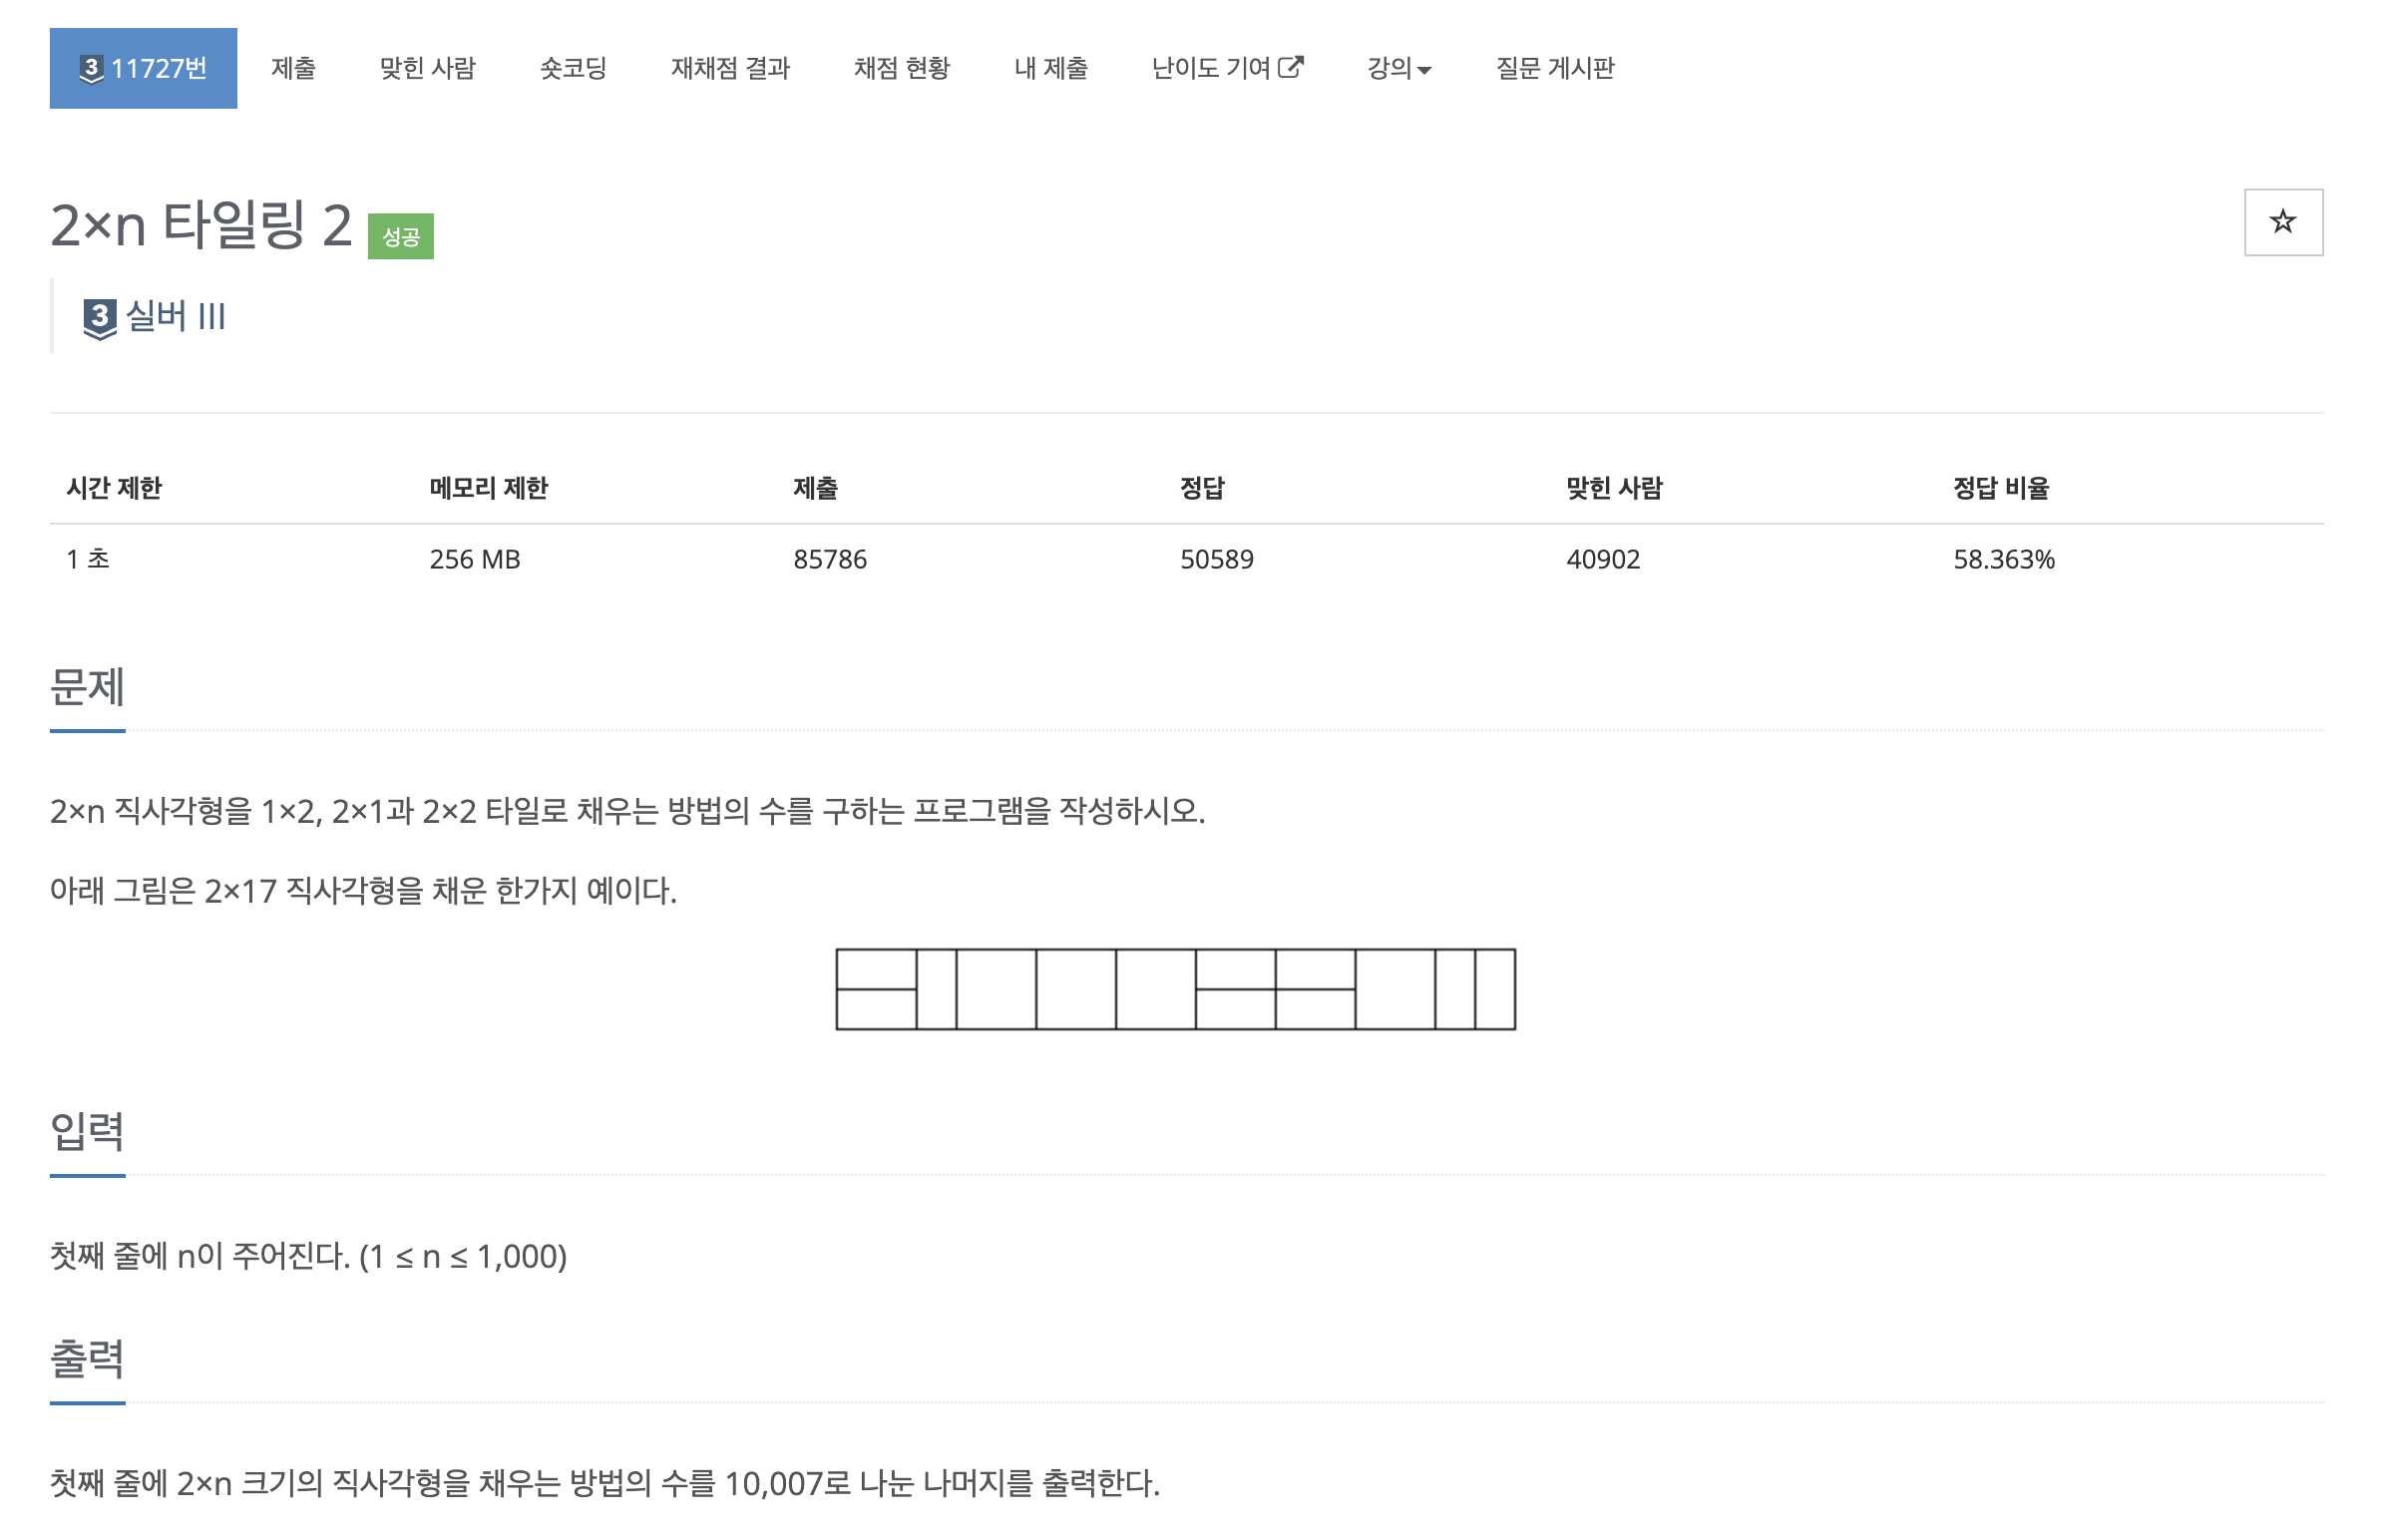 3 11727번 제출 맞힌 사람 숏코딩 재채점 결과 채점 현황 내 제출 난이도 기여 강의 질문 게시판
2×n 타일링 2 성공
3 실버 III
시간 제한 메모리 제한 제출 정답 맞힌 사람 정답 비율
1 초 256 MB 85786 50589 40902 58.363%
문제
2×n 직사각형을 1×2, 2×1과 2×2 타일로 채우는 방법의 수를 구하는 프로그램을 작성하시오.
아래 그림은 2×17 직사각형을 채운 한가지 예이다.
입력
첫째 줄에 n이 주어진다. (1 ≤ n ≤ 1,000)
출력
첫째 줄에 2×n 크기의 직사각형을 채우는 방법의 수를 10,007로 나눈 나머지를 출력한다.